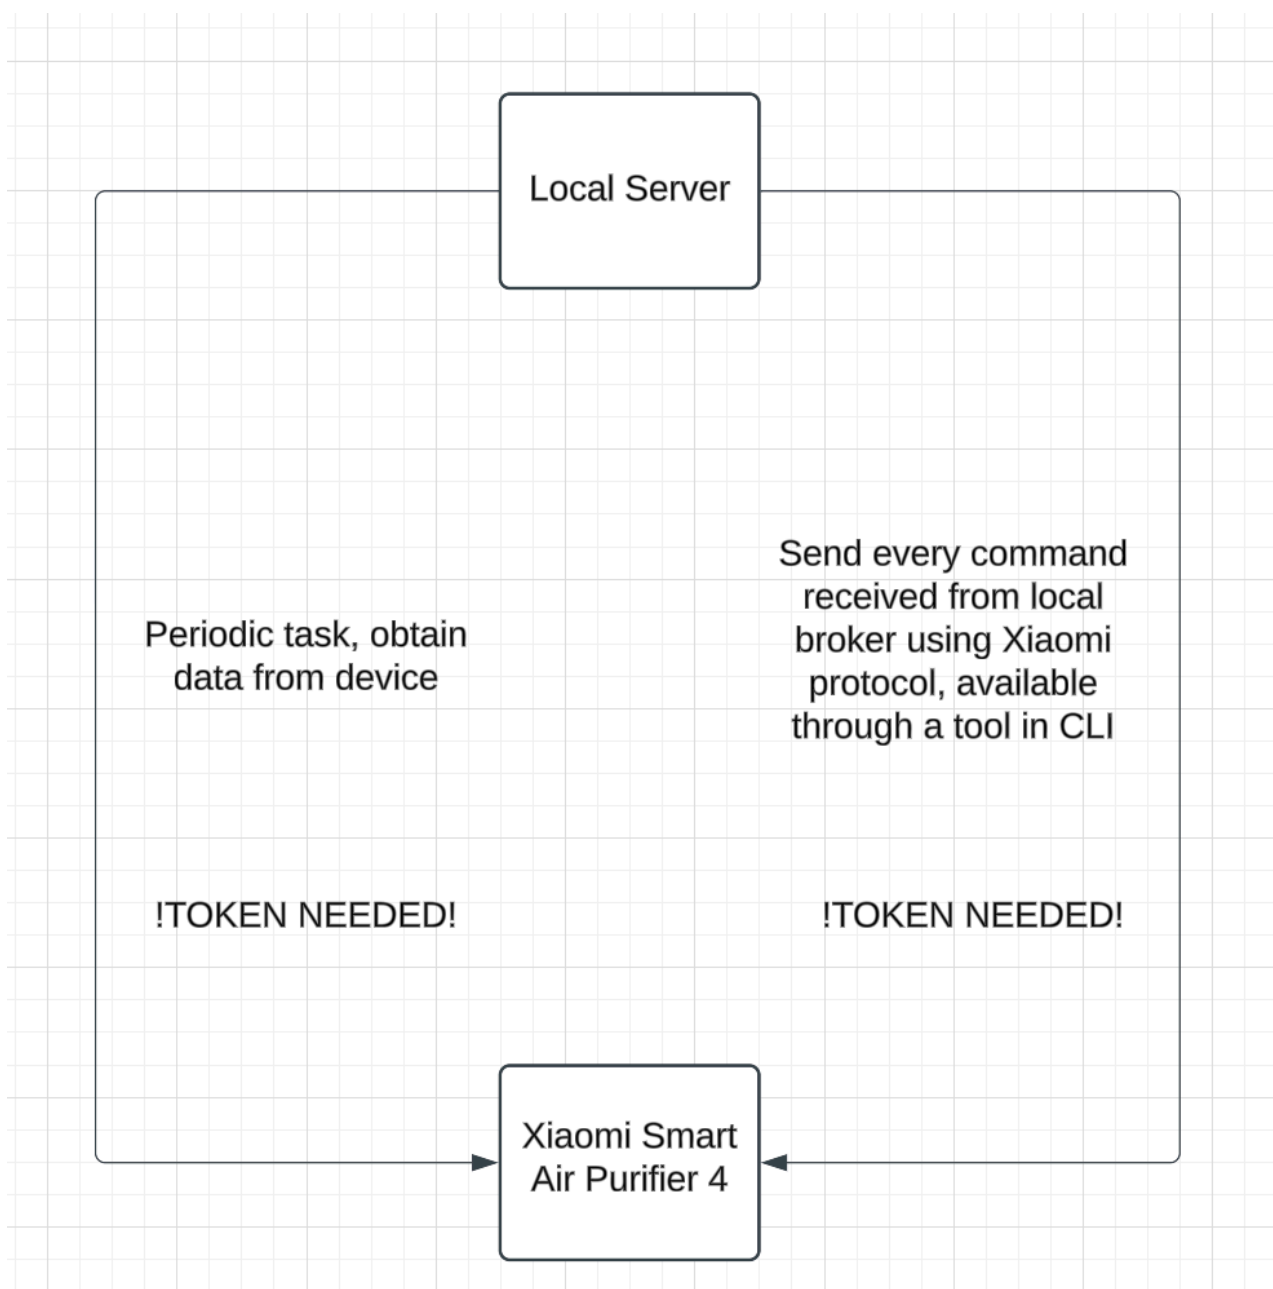 Local Server
Periodic task, obtain
data from device
Send every command
received from local
broker using Xiaomi
protocol, available
through a tool in CLI
!TOKEN NEEDED!
!TOKEN NEEDED!
Xiaomi Smart
Air Purifier 4